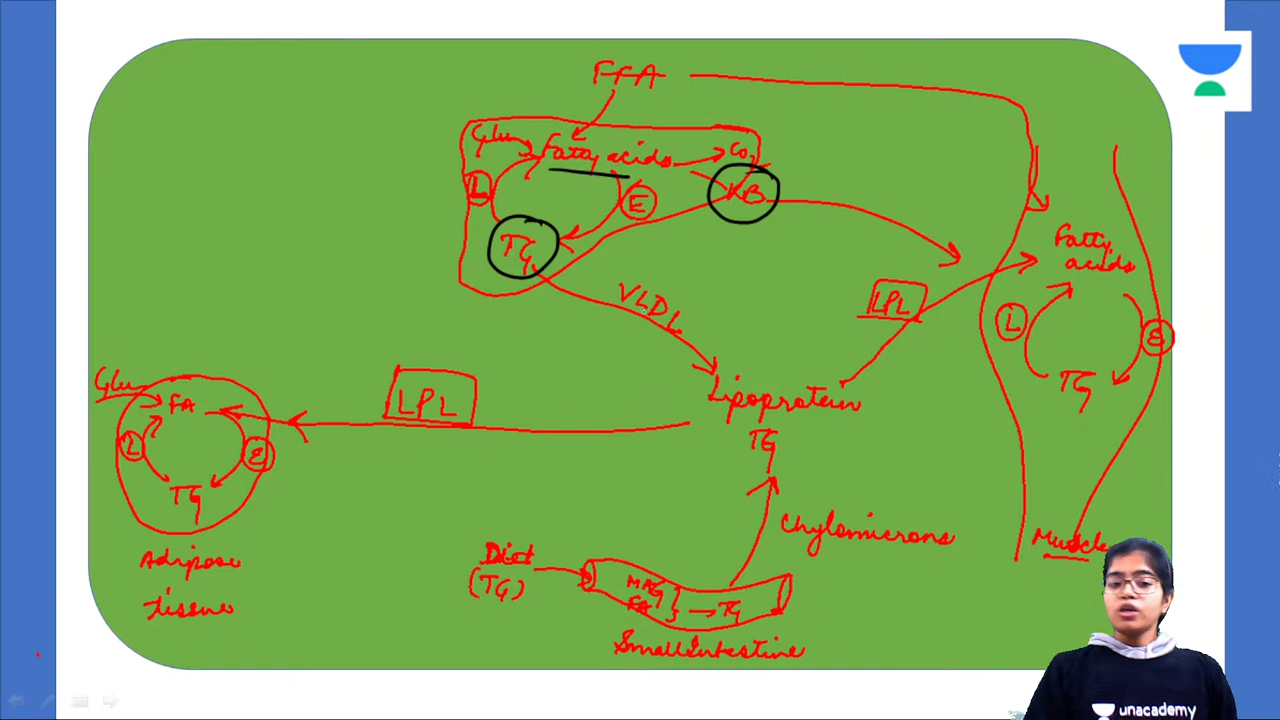 FFA
Glu
Fatty acids
CO2
L
E
KB
TG
VLDL
LPL
Fatty
acids
L
E
TG
Muscle
Lipoprotein
TG
LPL
Glu
FA
L
E
TG
Adipose
tissue
Chylomicrons
Diet
(TG)
MAG
FA
TG
Small Intestine
unacademy